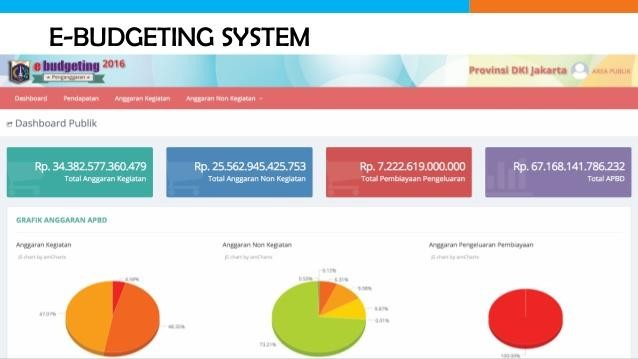 E-BUDGETING SYSTEM
e budgeting 2016
Penganggaran
Provinsi DKI Jakarta
AREA PUBLIK
Dashboard Pendapatan Anggaran Kegiatan Anggaran Non Kegiatan
Dashboard Publik
Rp. 34.382.577.360.479
Total Anggaran Kegiatan
Rp. 25.562.945.425.753
Total Anggaran Non Kegiatan
Rp. 7.222.619.000.000
Total Pembiayaan Pengeluaran
Rp. 67.168.141.786.232
Total APBD
GRAFIK ANGGARAN APBD
Anggaran Kegiatan
JS chart by amCharts
47.07%
Anggaran Non Kegiatan
JS chart by amCharts
0.12%
73.21%
Anggaran Pengeluaran Pembiayaan
JS chart by amCharts
100.00%